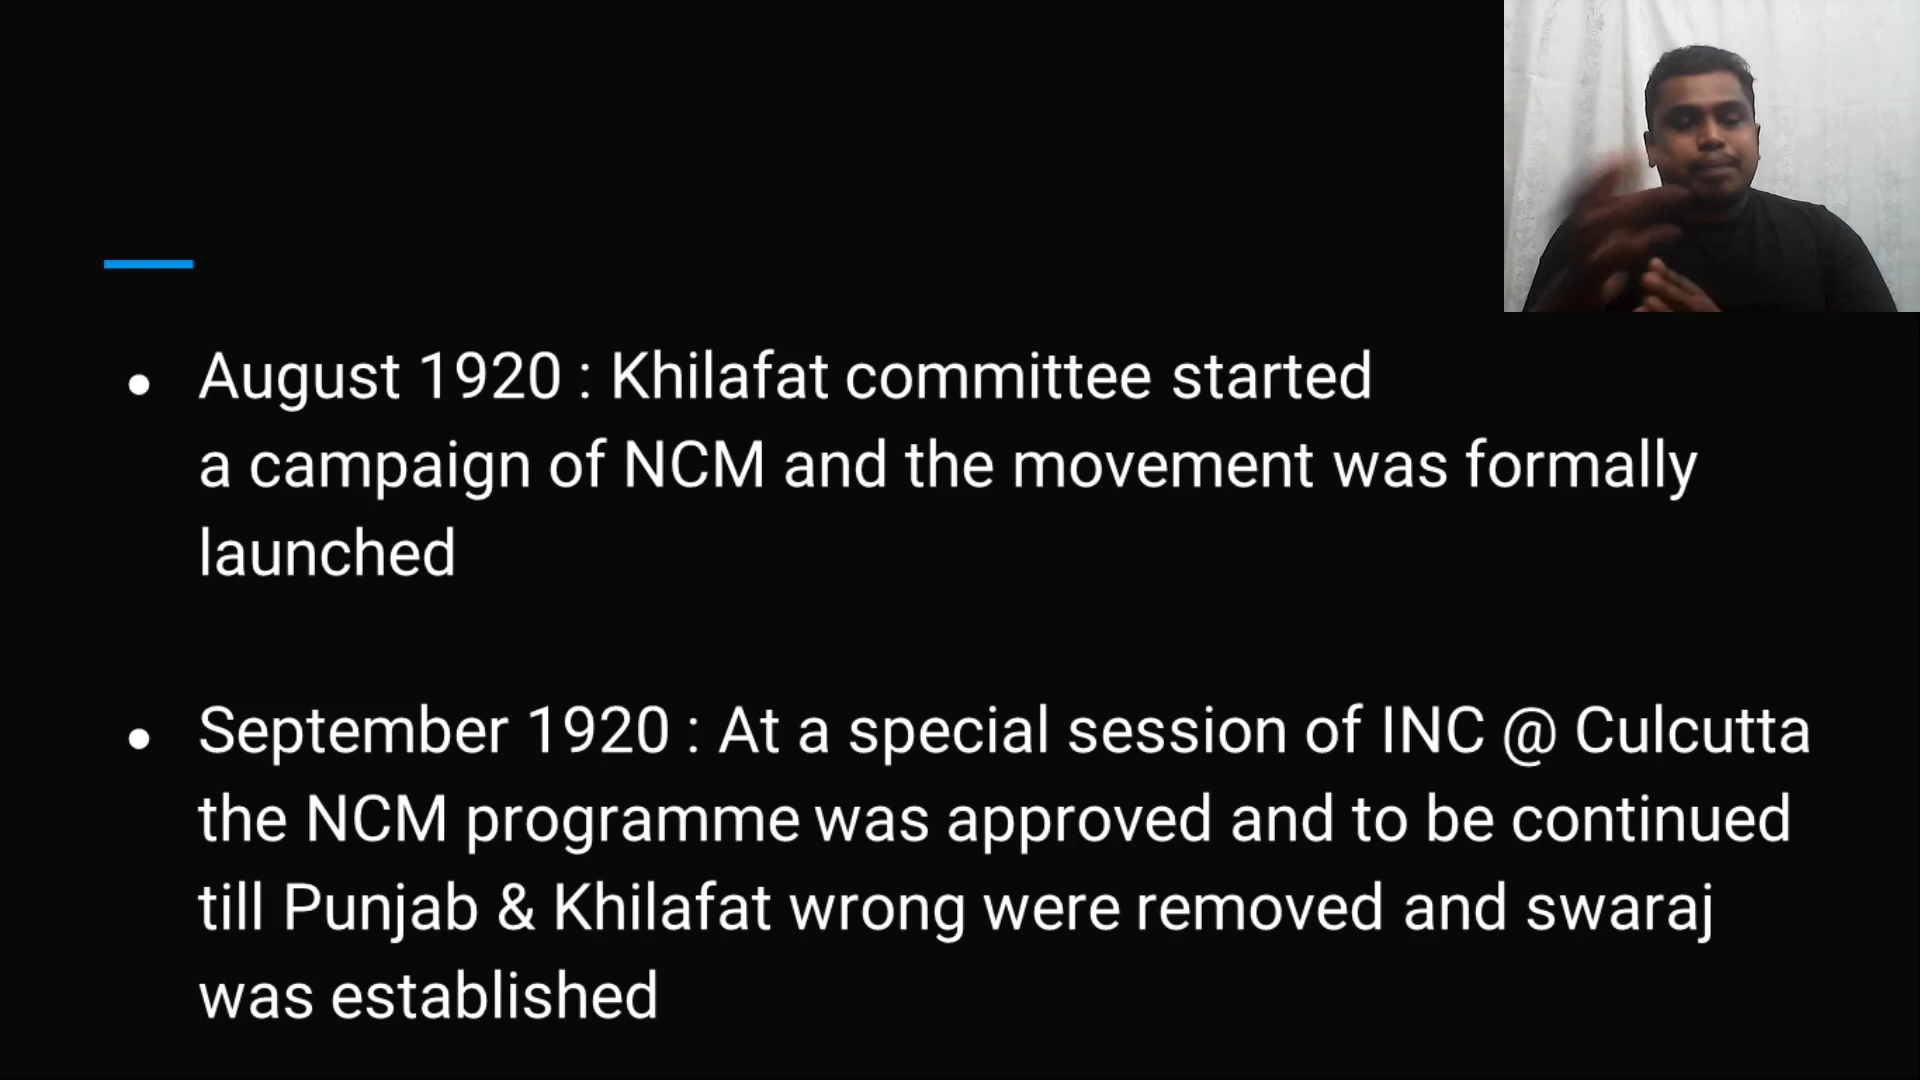 ● August 1920 : Khilafat committee started
a campaign of NCM and the movement was formally
launched
● September 1920 : At a special session of INC @ Culcutta
the NCM programme was approved and to be continued
till Punjab & Khilafat wrong were removed and swaraj
was established